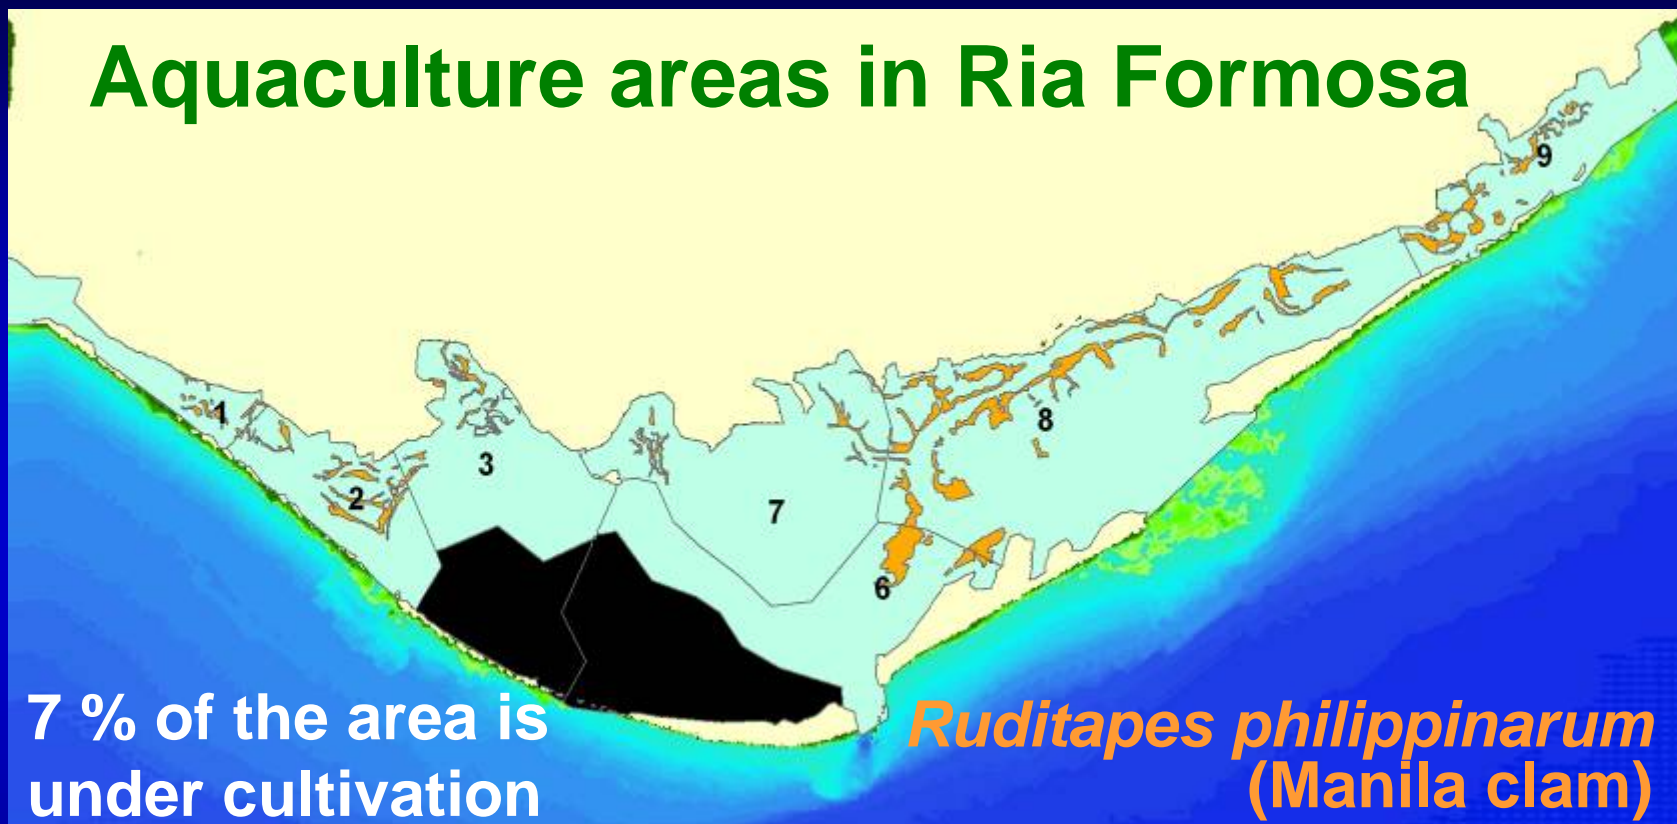 Aquaculture areas in Ria Formosa
9
1
8
3
2
7
6
7 % of the area is
under cultivation
Ruditapes philippinarum
(Manila clam)